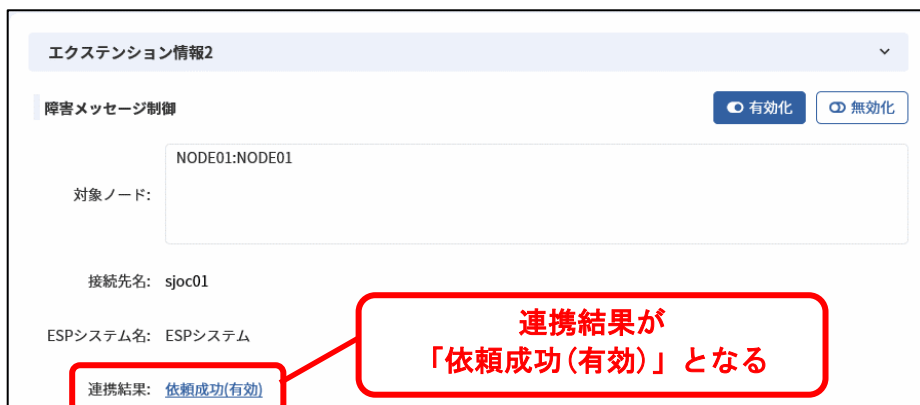 エクステンション情報2
障害メッセージ制御
有効化
無効化
対象ノード:
NODE01:NODE01
接続先名: sjoc01
ESPシステム名: ESPシステム
連携結果: 依頼成功(有効)
連携結果が
「依頼成功(有効)」となる